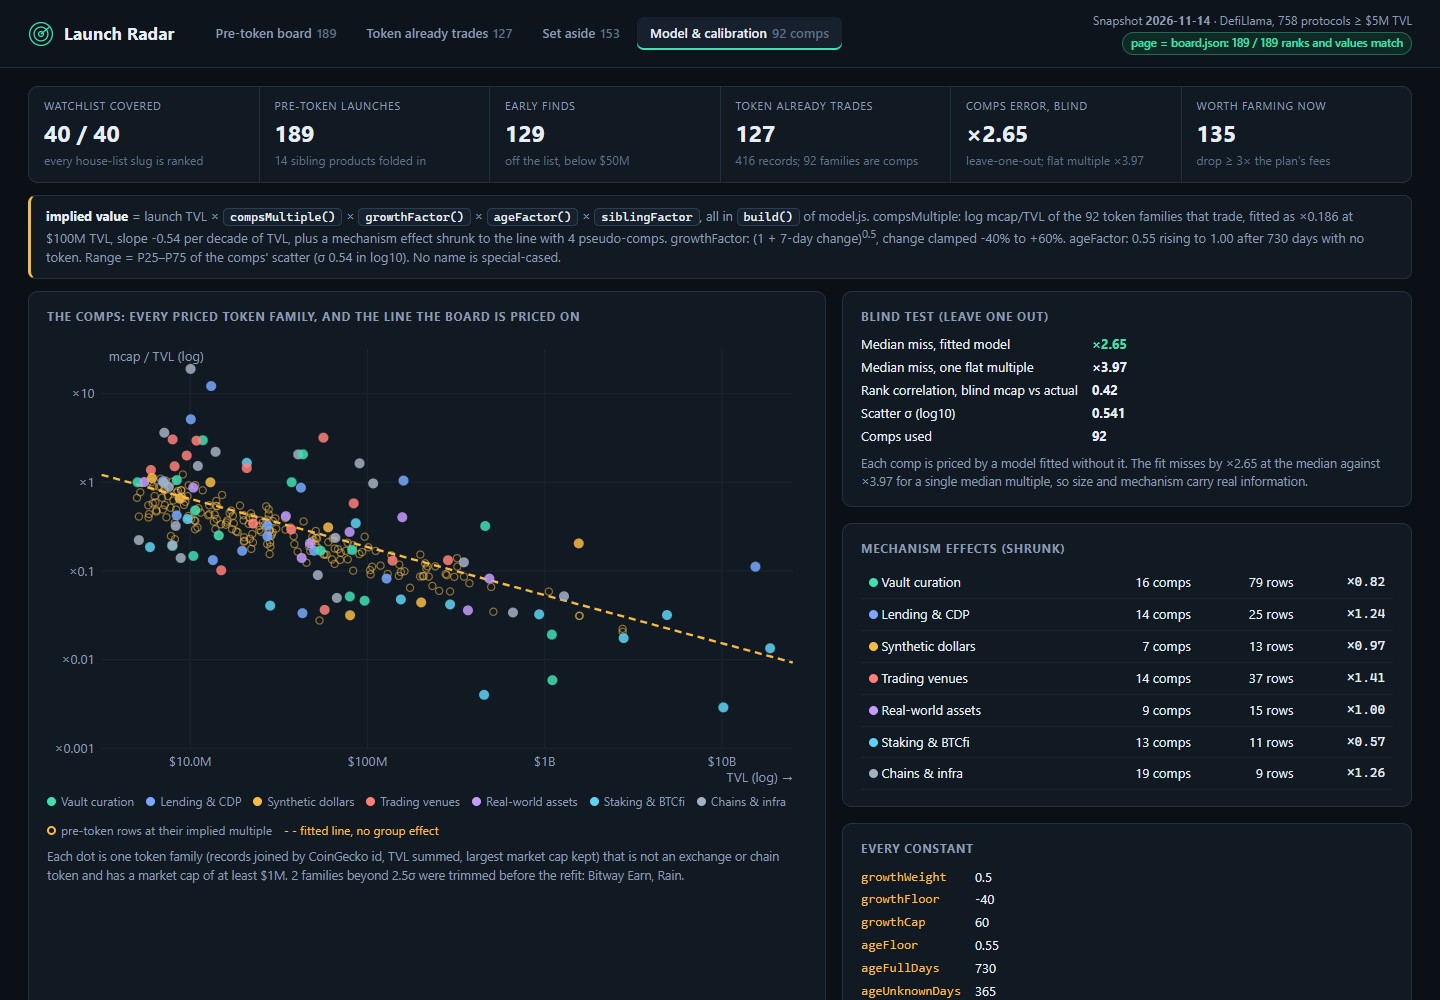 Launch Radar
Pre-token board 189
Token already trades 127
Set aside 153
Model & calibration 92 comps
Snapshot 2026-11-14 · DefiLlama, 758 protocols ≥ $5M TVL
page = board.json: 189 / 189 ranks and values match
WATCHLIST COVERED
40 / 40
every house-list slug is ranked
PRE-TOKEN LAUNCHES
189
14 sibling products folded in
EARLY FINDS
129
off the list, below $50M
TOKEN ALREADY TRADES
127
416 records; 92 families are comps
COMPS ERROR, BLIND
×2.65
leave-one-out; flat multiple ×3.97
WORTH FARMING NOW
135
drop ≥ 3× the plan's fees
implied value = launch TVL × compsMultiple() × growthFactor() × ageFactor() × siblingFactor, all in build() of model.js. compsMultiple: log mcap/TVL of the 92 token families that trade, fitted as ×0.186 at
$100M TVL, slope -0.54 per decade of TVL, plus a mechanism effect shrunk to the line with 4 pseudo-comps. growthFactor: (1 + 7-day change)0.5, change clamped -40% to +60%. ageFactor: 0.55 rising to 1.00 after 730 days with no
token. Range = P25–P75 of the comps' scatter (σ 0.54 in log10). No name is special-cased.
THE COMPS: EVERY PRICED TOKEN FAMILY, AND THE LINE THE BOARD IS PRICED ON
mcap / TVL (log)
×10
×1
×0.1
×0.01
×0.001
$10.0M
$100M
$1B
$10B
TVL (log) →
Vault curation
Lending & CDP
Synthetic dollars
Trading venues
Real-world assets
Staking & BTCfi
Chains & infra
pre-token rows at their implied multiple
- - fitted line, no group effect
Each dot is one token family (records joined by CoinGecko id, TVL summed, largest market cap kept) that is not an exchange or chain
token and has a market cap of at least $1M. 2 families beyond 2.5σ were trimmed before the refit: Bitway Earn, Rain.
BLIND TEST (LEAVE ONE OUT)
Median miss, fitted model ×2.65
Median miss, one flat multiple ×3.97
Rank correlation, blind mcap vs actual 0.42
Scatter σ (log10) 0.541
Comps used 92
Each comp is priced by a model fitted without it. The fit misses by ×2.65 at the median against
×3.97 for a single median multiple, so size and mechanism carry real information.
MECHANISM EFFECTS (SHRUNK)
Vault curation 16 comps 79 rows ×0.82
Lending & CDP 14 comps 25 rows ×1.24
Synthetic dollars 7 comps 13 rows ×0.97
Trading venues 14 comps 37 rows ×1.41
Real-world assets 9 comps 15 rows ×1.00
Staking & BTCfi 13 comps 11 rows ×0.57
Chains & infra 19 comps 9 rows ×1.26
EVERY CONSTANT
growthWeight 0.5
growthFloor -40
growthCap 60
ageFloor 0.55
ageFullDays 730
ageUnknownDays 365